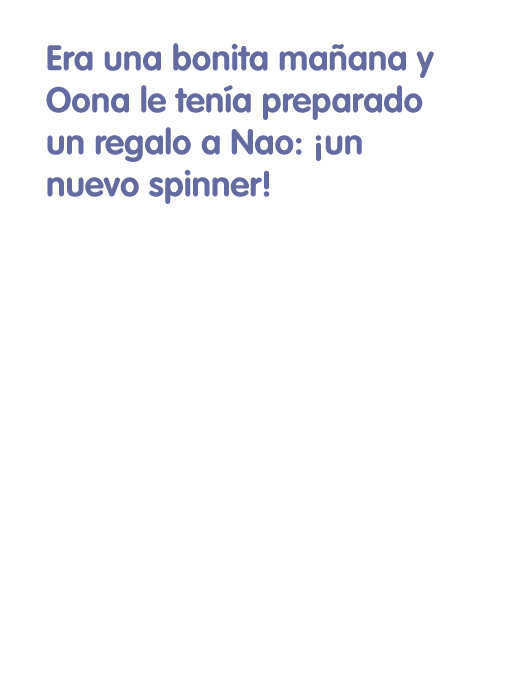 Era una bonita mañana y
Oona le tenía preparado
un regalo a Nao: ¡un
nuevo spinner!